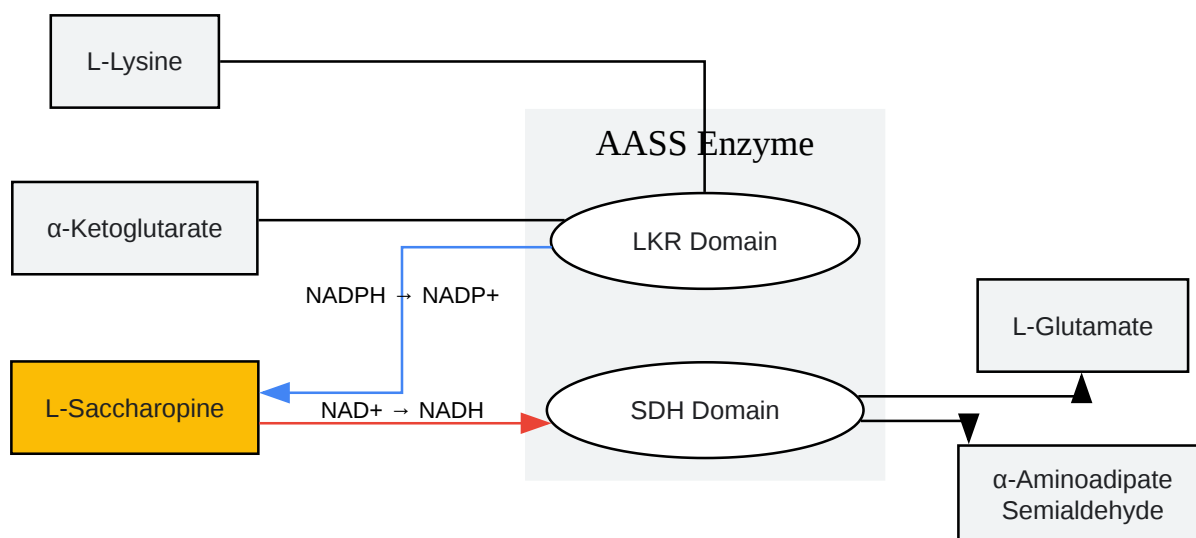 L-Lysine
AASS Enzyme
α-Ketoglutarate
LKR Domain
NADPH → NADP+
L-Glutamate
L-Saccharopine
NAD+ → NADH
SDH Domain
α-Aminoadipate
Semialdehyde